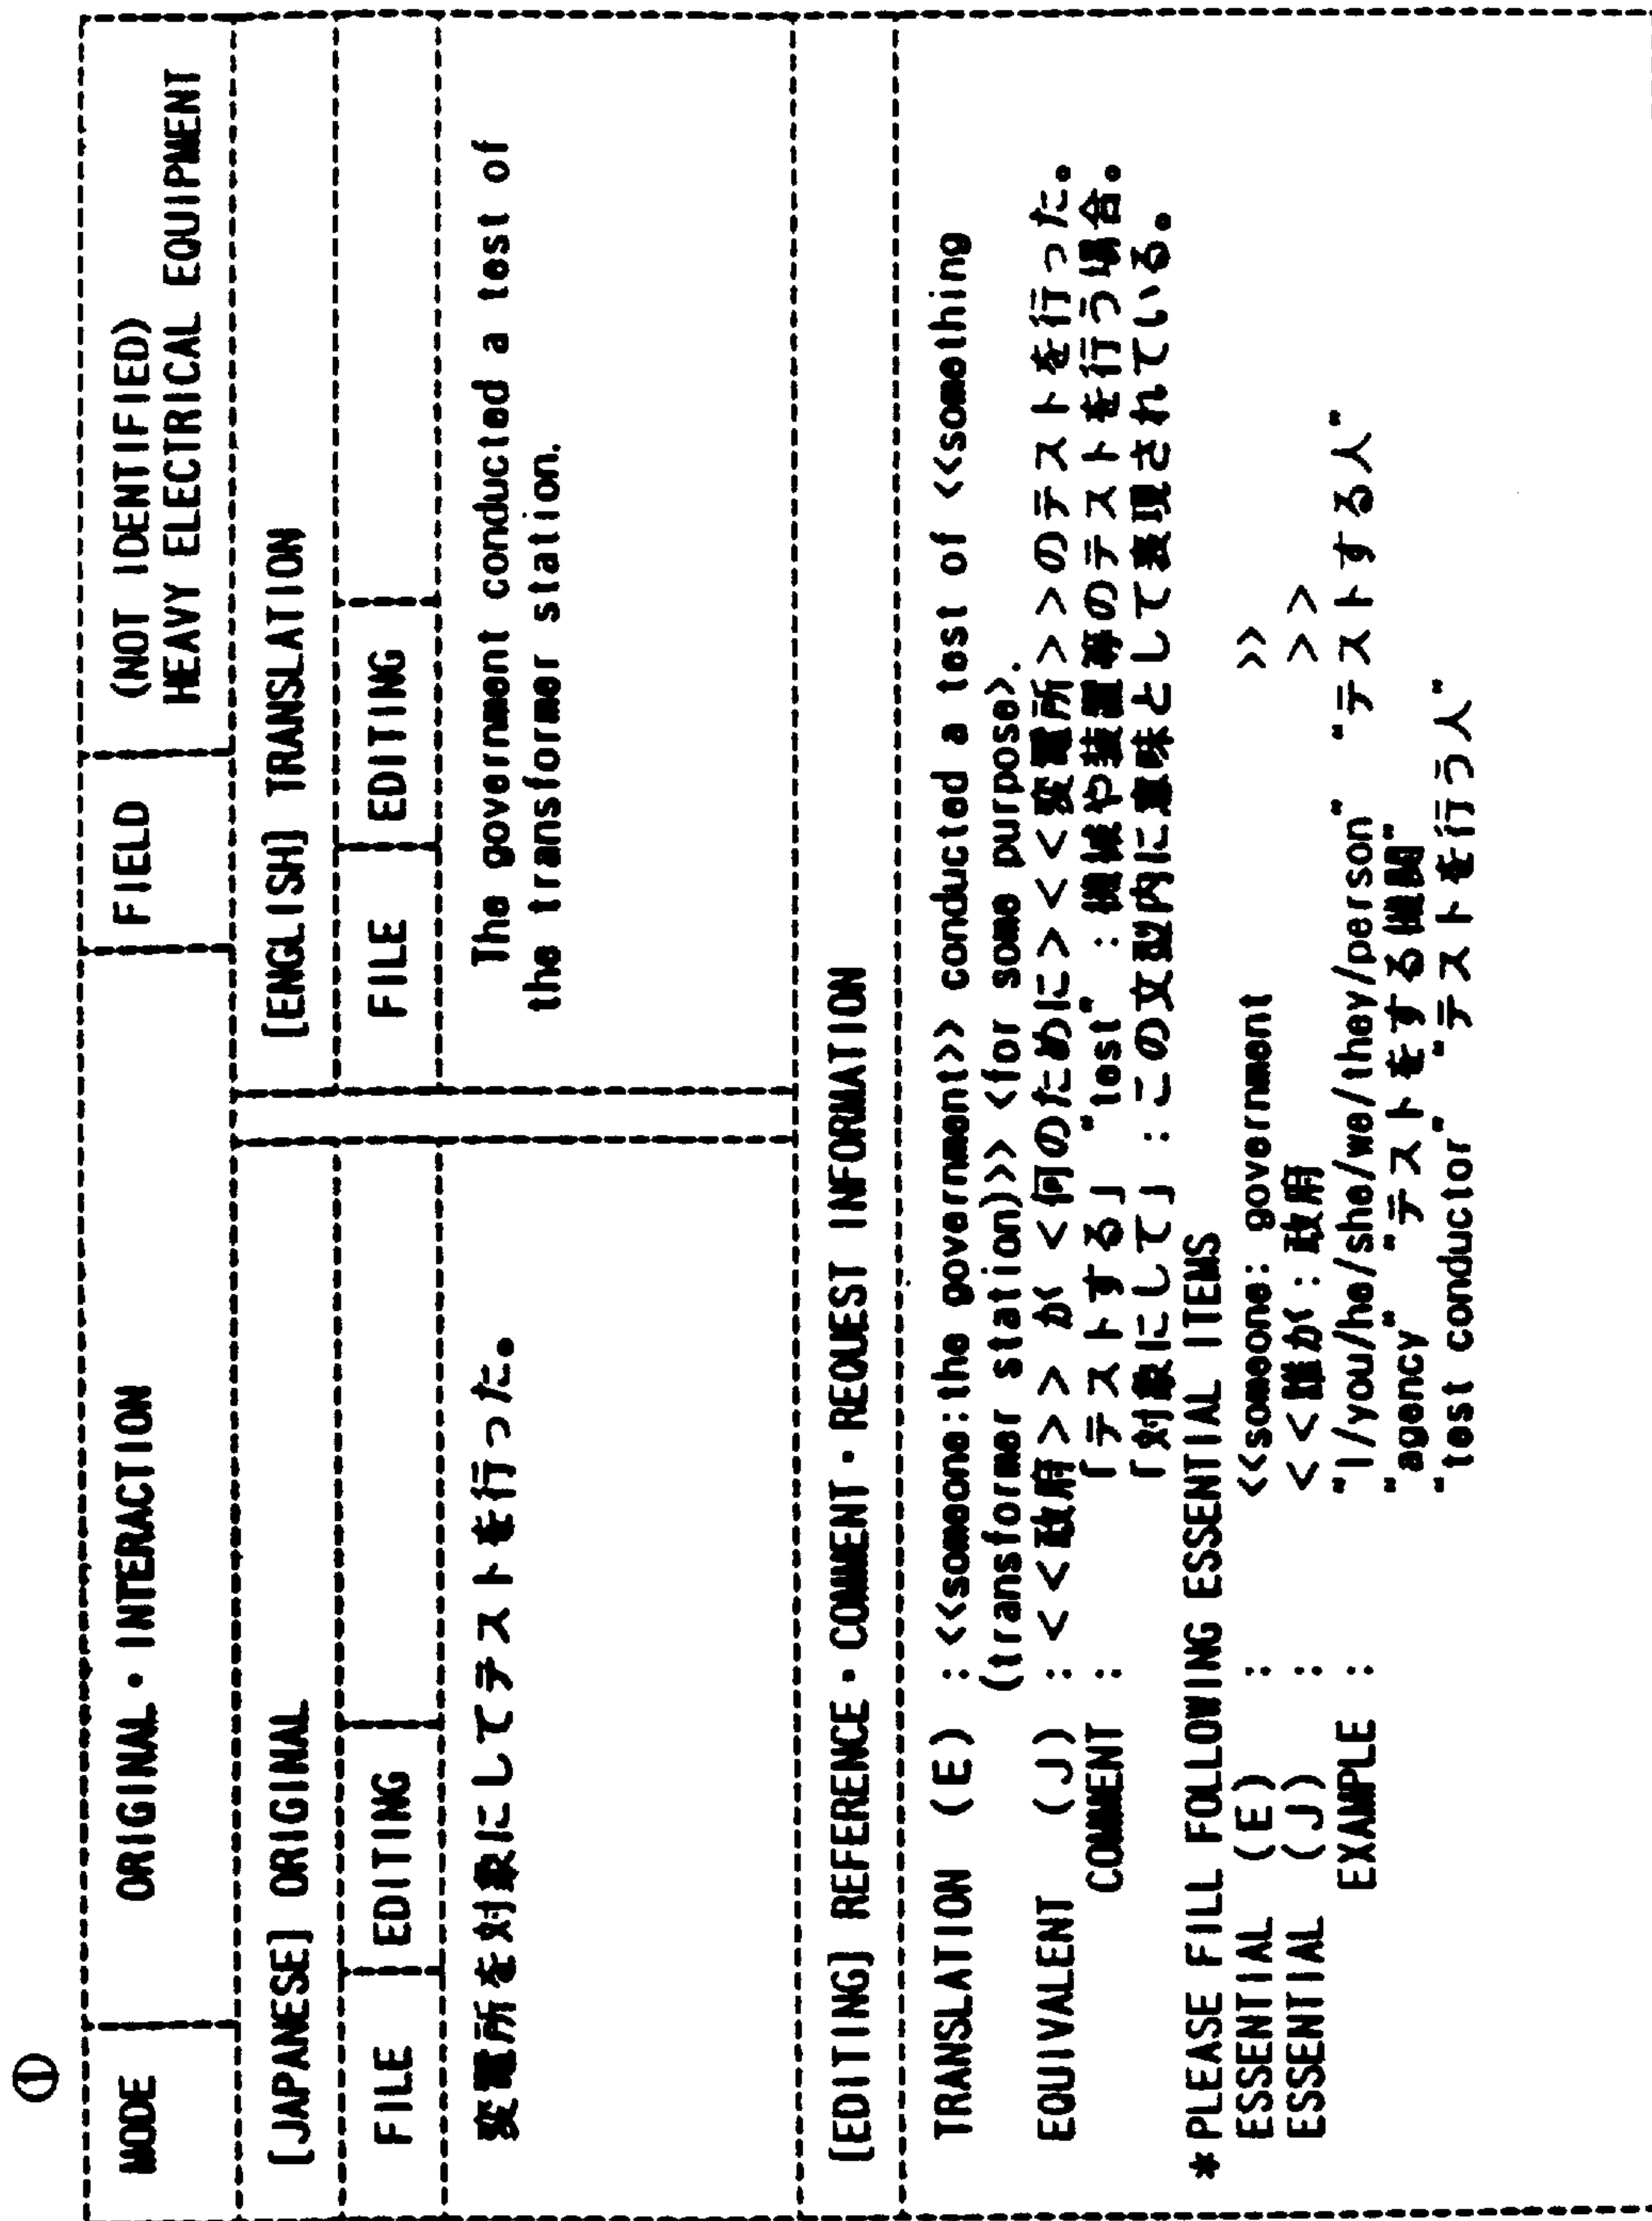 ①
MODE ORIGINAL・INTERACTION FIELD (NOT IDENTIFIED)
HEAVY ELECTRICAL EQUIPMENT
[JAPANESE] ORIGINAL
FILE EDITING
変電所を対象にしてテストを行った。
[ENGLISH] TRANSLATION
FILE EDITING
The government conducted a test of
the transformer station.
[EDITING] REFERENCE・COMMENT・REQUEST INFORMATION
TRANSLATION (E) : <<someone:the government>> conducted a test of <<something
(transformer station)>> <for some purpose>.
EQUIVALENT (J) : <<政府>> が <何のために> <<変電所>>のテストを行った。
COMMENT : 「テストする」 "test" : 機械や装置等のテストを行う場合。
「対象にして」 : この文型内に意味として表現されている。
*PLEASE FILL FOLLOWING ESSENTIAL ITEMS
ESSENTIAL (E) : <<someone: government >>
ESSENTIAL (J) : <<誰が : 政府 >>
EXAMPLE : "I/you/he/she/we/they/person" "テストする人"
"agency" "テストをする機関"
"test conductor" "テストを行う人"